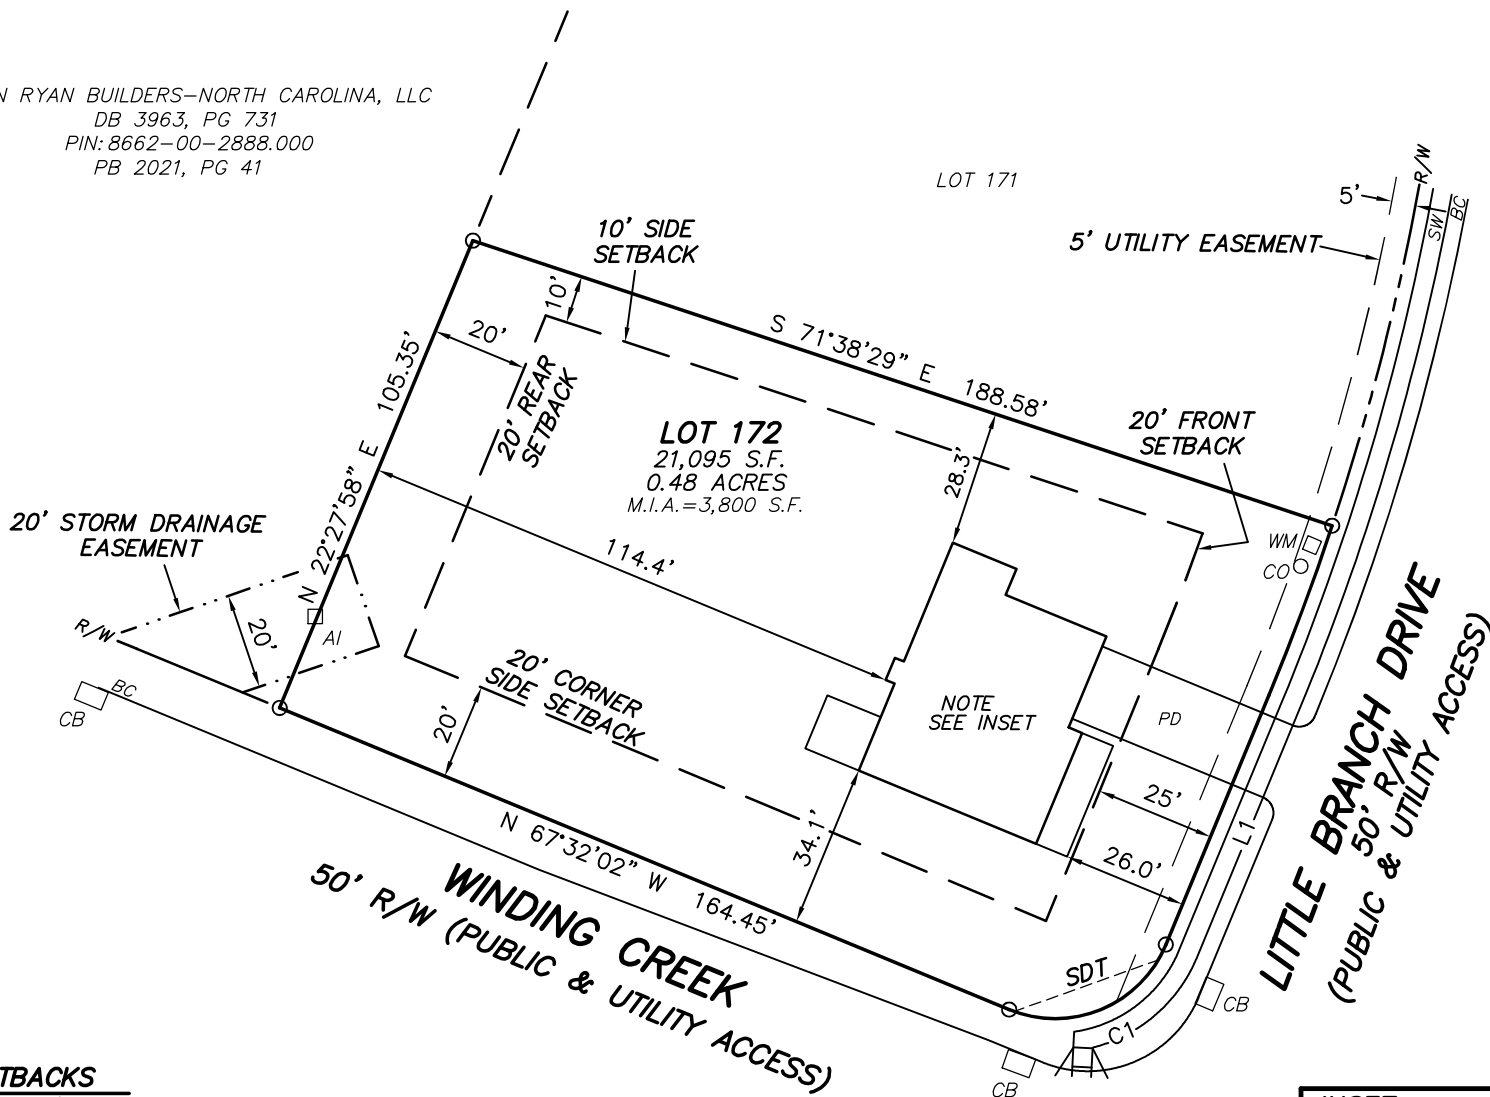 N RYAN BUILDERS-NORTH CAROLINA, LLC
DB 3963, PG 731
PIN: 8662-00-2888.000
PB 2021, PG 41
LOT 171
5'
R/W
SW
BC
5' UTILITY EASEMENT
10' SIDE
SETBACK
10'
20'
20' REAR
SETBACK
S 71°38'29" E 188.58'
N 22°27'58" E 105.35'
LOT 172
21,095 S.F.
0.48 ACRES
M.I.A.=3,800 S.F.
28.3'
20' FRONT
SETBACK
WM
CO
20' STORM DRAINAGE
EASEMENT
114.4'
R/W
20'
AI
BC
CB
20' CORNER
SIDE SETBACK
20'
NOTE
SEE INSET
PD
25'
26.0'
34.1'
L1
N 67°32'02" W 164.45'
WINDING CREEK
50' R/W (PUBLIC & UTILITY ACCESS)
LITTLE BRANCH DRIVE
50' R/W
(PUBLIC & UTILITY ACCESS)
SDT
C1
CB
CB
TBACKS